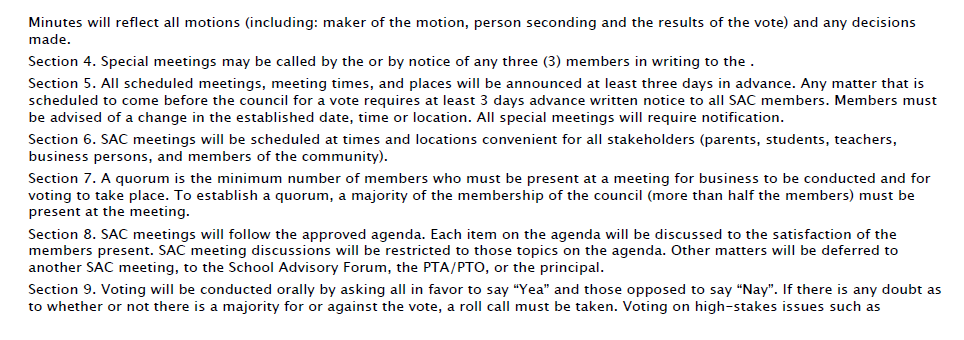 Minutes will reflect all motions (including: maker of the motion, person seconding and the results of the vote) and any decisions
made.
Section 4. Special meetings may be called by the or by notice of any three (3) members in writing to the .
Section 5. All scheduled meetings, meeting times, and places will be announced at least three days in advance. Any matter that is
scheduled to come before the council for a vote requires at least 3 days advance written notice to all SAC members. Members must
be advised of a change in the established date, time or location. All special meetings will require notification.
Section 6. SAC meetings will be scheduled at times and locations convenient for all stakeholders (parents, students, teachers,
business persons, and members of the community).
Section 7. A quorum is the minimum number of members who must be present at a meeting for business to be conducted and for
voting to take place. To establish a quorum, a majority of the membership of the council (more than half the members) must be
present at the meeting.
Section 8. SAC meetings will follow the approved agenda. Each item on the agenda will be discussed to the satisfaction of the
members present. SAC meeting discussions will be restricted to those topics on the agenda. Other matters will be deferred to
another SAC meeting, to the School Advisory Forum, the PTA/PTO, or the principal.
Section 9. Voting will be conducted orally by asking all in favor to say “Yea” and those opposed to say “Nay”. If there is any doubt as
to whether or not there is a majority for or against the vote, a roll call must be taken. Voting on high-stakes issues such as